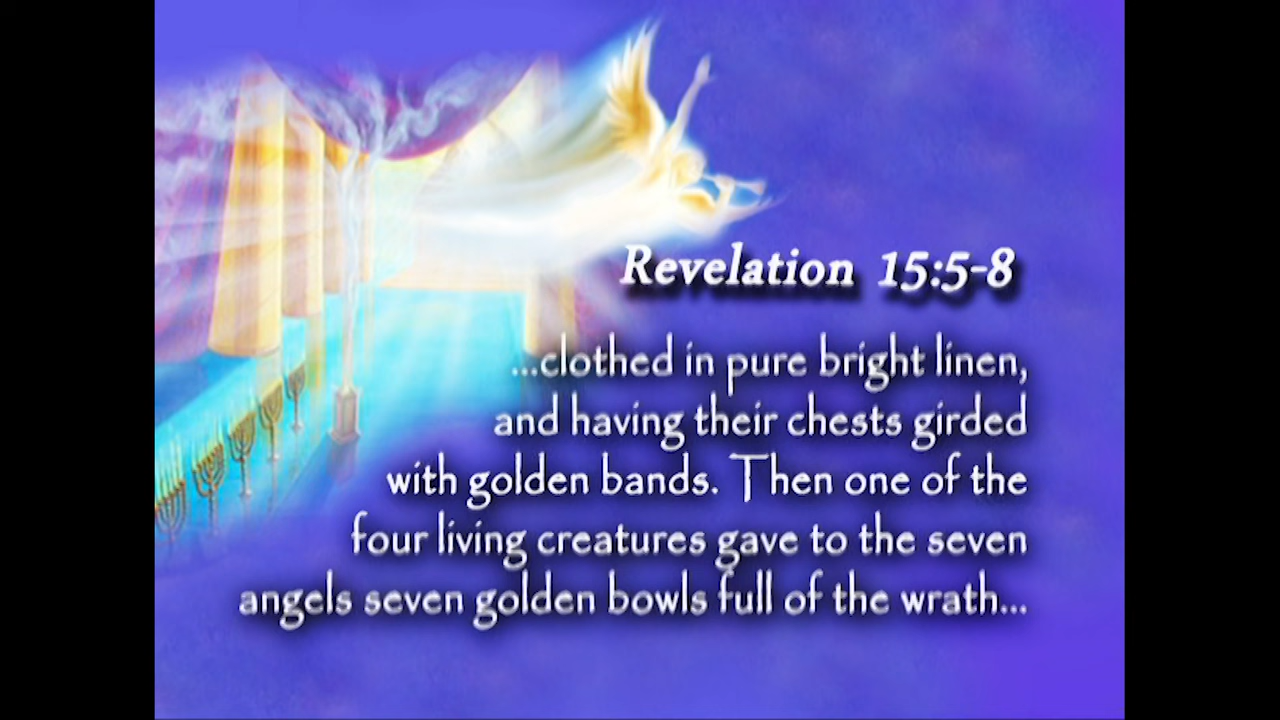 Revelation 15:5-8
...clothed in pure bright linen,
and having their chests girded
with golden bands. Then one of the
four living creatures gave to the seven
angels seven golden bowls full of the wrath...